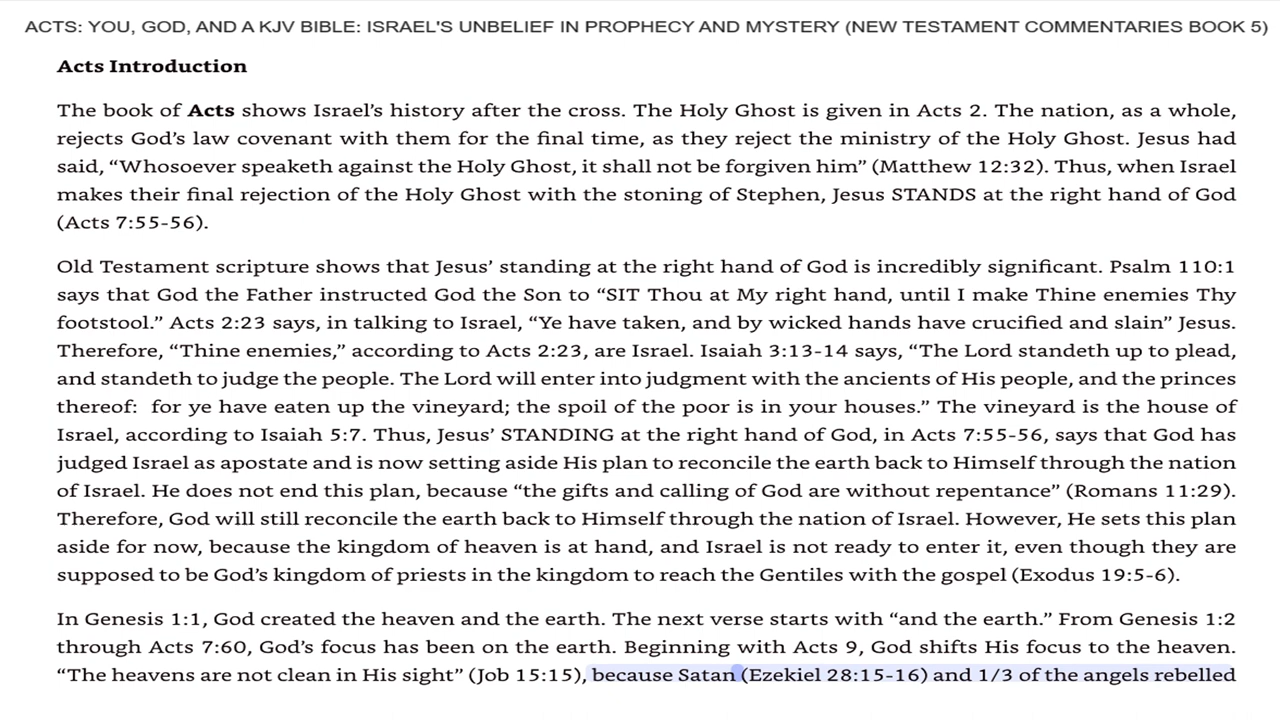 ACTS: YOU, GOD, AND A KJV BIBLE: ISRAEL'S UNBELIEF IN PROPHECY AND MYSTERY (NEW TESTAMENT COMMENTARIES BOOK 5)
Acts Introduction
The book of Acts shows Israel’s history after the cross. The Holy Ghost is given in Acts 2. The nation, as a whole,
rejects God’s law covenant with them for the final time, as they reject the ministry of the Holy Ghost. Jesus had
said, “Whosoever speaketh against the Holy Ghost, it shall not be forgiven him” (Matthew 12:32). Thus, when Israel
makes their final rejection of the Holy Ghost with the stoning of Stephen, Jesus STANDS at the right hand of God
(Acts 7:55-56).
Old Testament scripture shows that Jesus’ standing at the right hand of God is incredibly significant. Psalm 110:1
says that God the Father instructed God the Son to “SIT Thou at My right hand, until I make Thine enemies Thy
footstool.” Acts 2:23 says, in talking to Israel, “Ye have taken, and by wicked hands have crucified and slain” Jesus.
Therefore, “Thine enemies,” according to Acts 2:23, are Israel. Isaiah 3:13-14 says, “The Lord standeth up to plead,
and standeth to judge the people. The Lord will enter into judgment with the ancients of His people, and the princes
thereof:  for ye have eaten up the vineyard; the spoil of the poor is in your houses.” The vineyard is the house of
Israel, according to Isaiah 5:7. Thus, Jesus’ STANDING at the right hand of God, in Acts 7:55-56, says that God has
judged Israel as apostate and is now setting aside His plan to reconcile the earth back to Himself through the nation
of Israel. He does not end this plan, because “the gifts and calling of God are without repentance” (Romans 11:29).
Therefore, God will still reconcile the earth back to Himself through the nation of Israel. However, He sets this plan
aside for now, because the kingdom of heaven is at hand, and Israel is not ready to enter it, even though they are
supposed to be God’s kingdom of priests in the kingdom to reach the Gentiles with the gospel (Exodus 19:5-6).
In Genesis 1:1, God created the heaven and the earth. The next verse starts with “and the earth.” From Genesis 1:2
through Acts 7:60, God’s focus has been on the earth. Beginning with Acts 9, God shifts His focus to the heaven.
“The heavens are not clean in His sight” (Job 15:15), because Satan (Ezekiel 28:15-16) and 1/3 of the angels rebelled